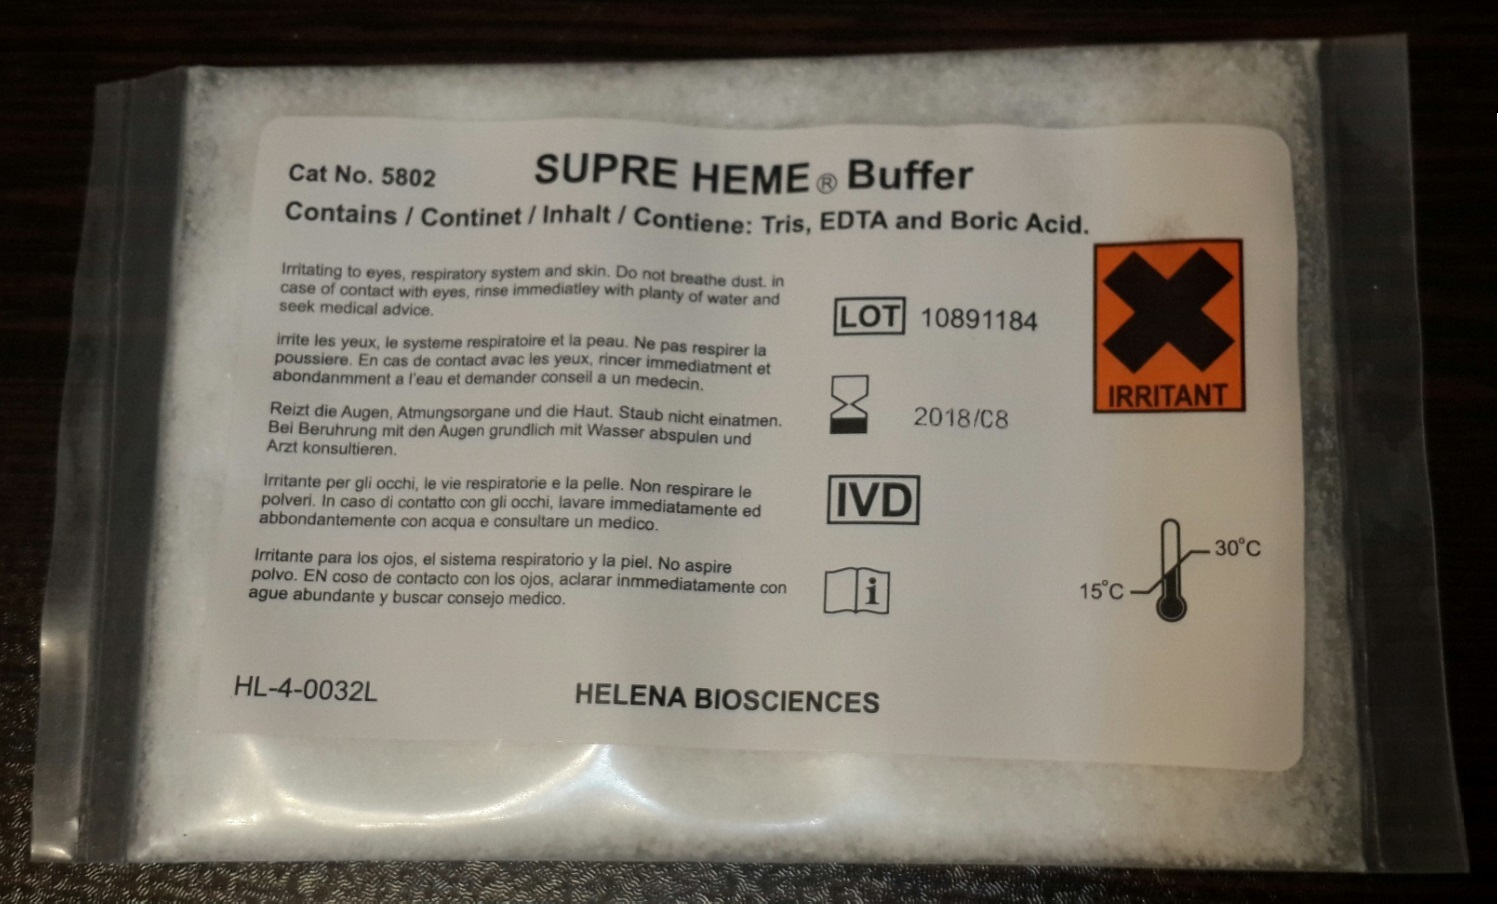 Cat No. 5802
SUPRE HEME® Buffer
Contains / Continet / Inhalt / Contiene: Tris, EDTA and Boric Acid.
Irritating to eyes, respiratory system and skin. Do not breathe dust. in
case of contact with eyes, rinse immediatley with planty of water and
seek medical advice.
irrite les yeux, le systeme respiratoire et la peau. Ne pas respirer la
poussiere. En cas de contact avac les yeux, rincer immediatment et
abondanmment a l'eau et demander conseil a un medecin.
Reizt die Augen, Atmungsorgane und die Haut. Staub nicht einatmen.
Bei Beruhrung mit den Augen grundlich mit Wasser abspulen und
Arzt konsultieren.
Irritante per gli occhi, le vie respiratorie e la pelle. Non respirare le
polveri. In caso di contatto con gli occhi, lavare immediatamente ed
abbondantemente con acqua e consultare un medico.
Irritante para los ojos, el sistema respiratorio y la piel. No aspire
polvo. EN coso de contacto con los ojos, aclarar inmmediatamente con
ague abundante y buscar consejo medico.
LOT 10891184
2018/08
IVD
i
IRRITANT
30°C
15°C
HL-4-0032L
HELENA BIOSCIENCES